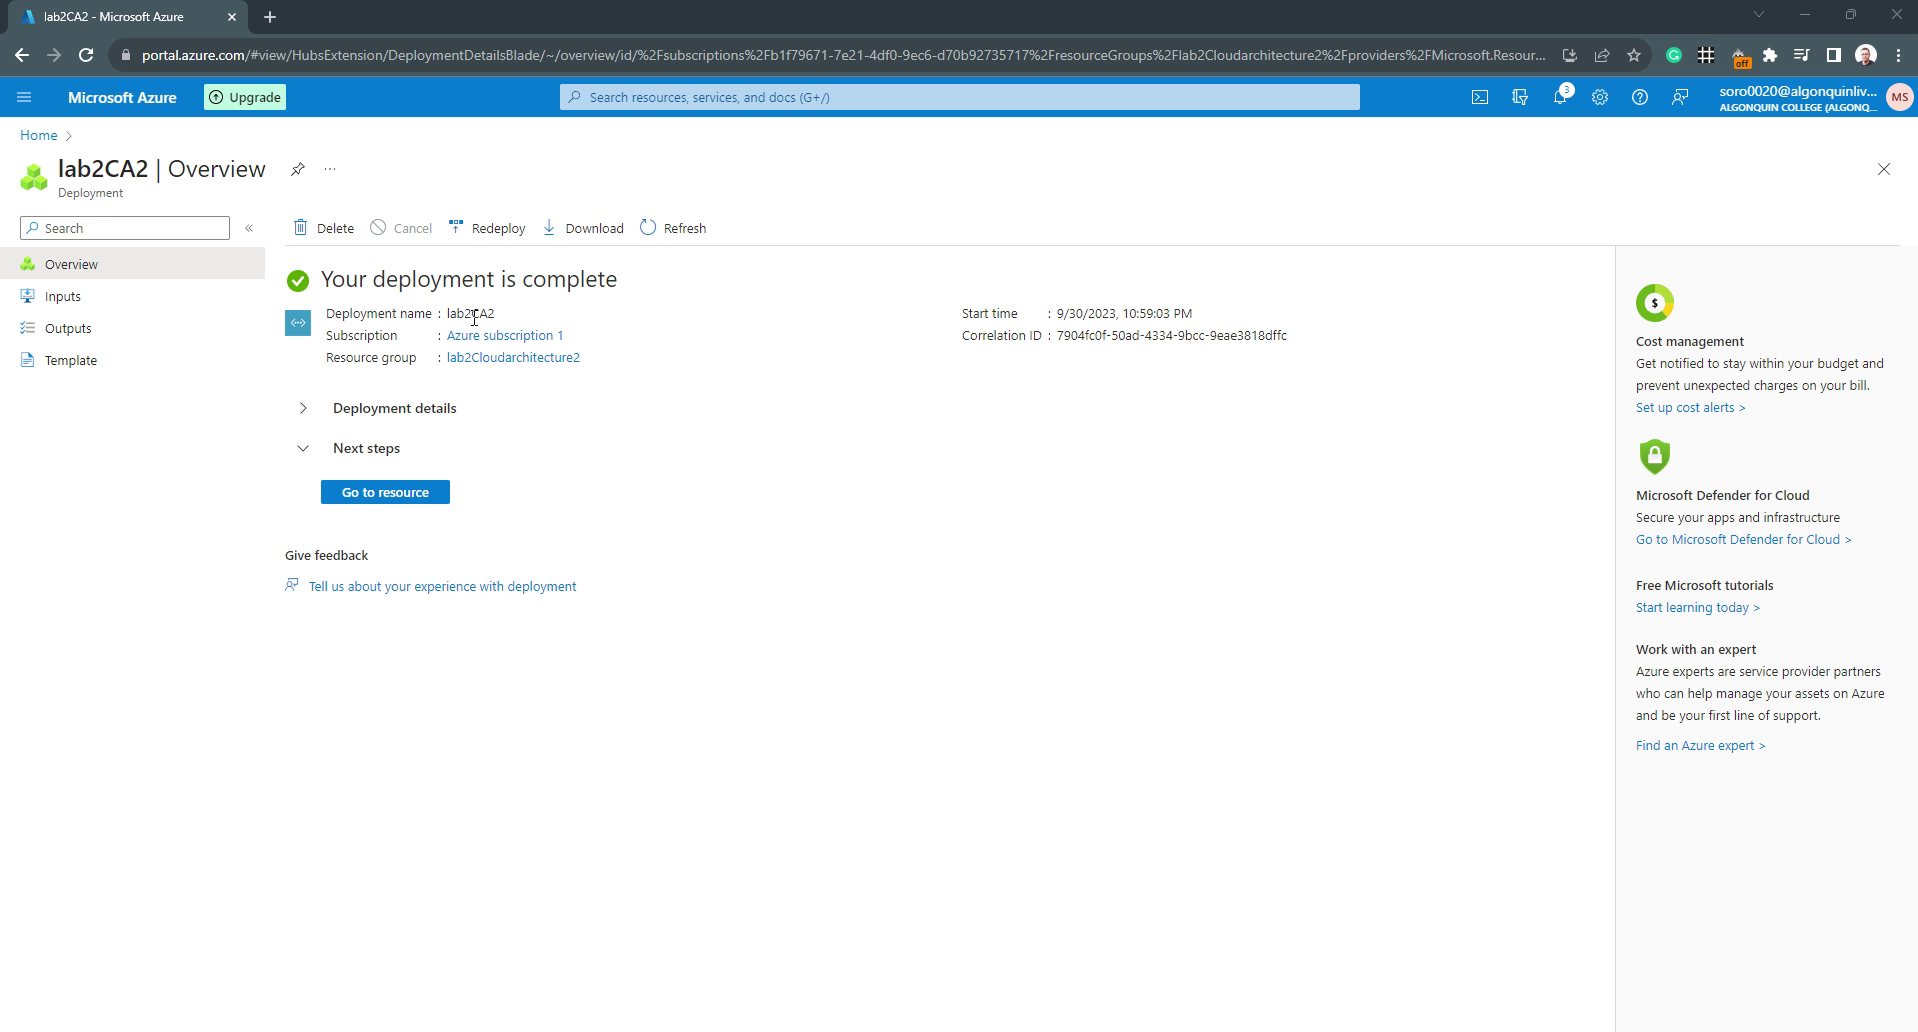 lab2CA2 - Microsoft Azure
portal.azure.com/#view/HubsExtension/DeploymentDetailsBlade/~/overview/id/%2Fsubscriptions%2Fb1f79671-7e21-4df0-9ec6-d70b92735717%2FresourceGroups%2Flab2Cloudarchitecture2%2Fproviders%2FMicrosoft.Resour...
off
Microsoft Azure
Upgrade
Search resources, services, and docs (G+/)
3
soro0020@algonquinliv...
ALGONQUIN COLLEGE (ALGONQ...
MS
Home >
lab2CA2 | Overview
Deployment
Search
Delete
Cancel
Redeploy
Download
Refresh
Overview
Inputs
Outputs
Template
Your deployment is complete
Deployment name : lab2CA2
Subscription : Azure subscription 1
Resource group : lab2Cloudarchitecture2
Start time : 9/30/2023, 10:59:03 PM
Correlation ID : 7904fc0f-50ad-4334-9bcc-9eae3818dffc
Deployment details
Next steps
Go to resource
Give feedback
Tell us about your experience with deployment
Cost management
Get notified to stay within your budget and
prevent unexpected charges on your bill.
Set up cost alerts >
Microsoft Defender for Cloud
Secure your apps and infrastructure
Go to Microsoft Defender for Cloud >
Free Microsoft tutorials
Start learning today >
Work with an expert
Azure experts are service provider partners
who can help manage your assets on Azure
and be your first line of support.
Find an Azure expert >